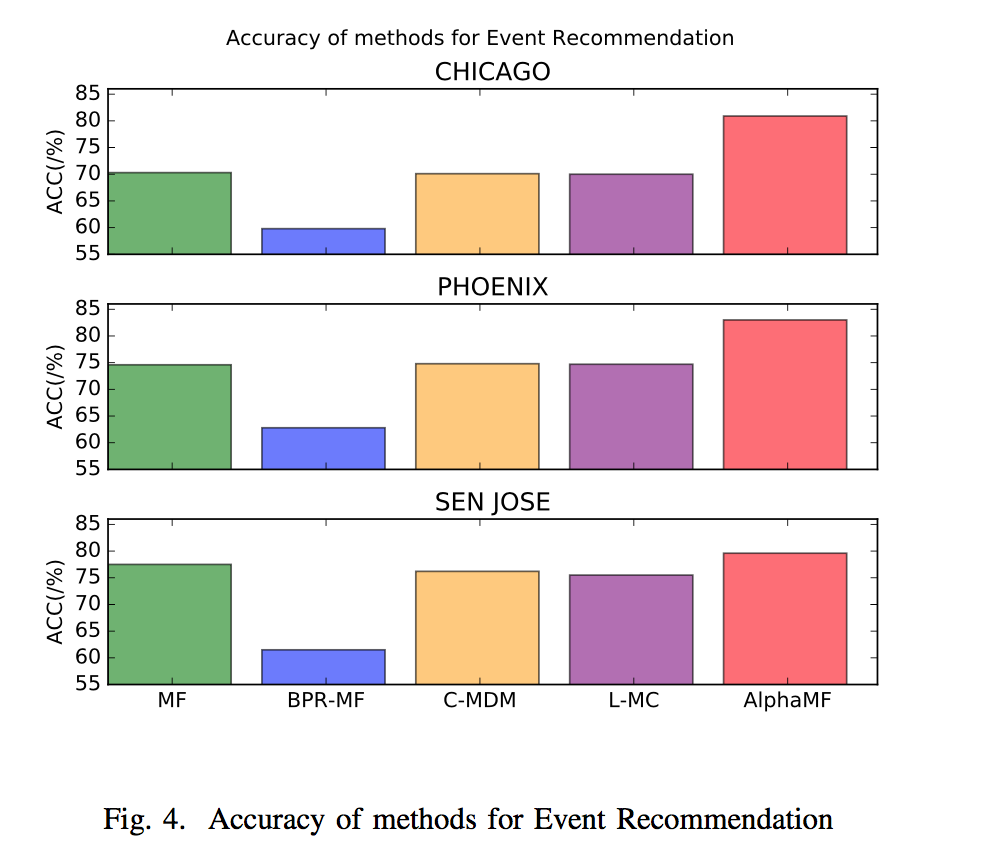 Accuracy of methods for Event Recommendation
CHICAGO
85
80
75
70
65
60
55
ACC(/%)
PHOENIX
85
80
75
70
65
60
55
ACC(/%)
SEN JOSE
85
80
75
70
65
60
55
ACC(/%)
MF BPR-MF C-MDM L-MC AlphaMF
Fig. 4. Accuracy of methods for Event Recommendation